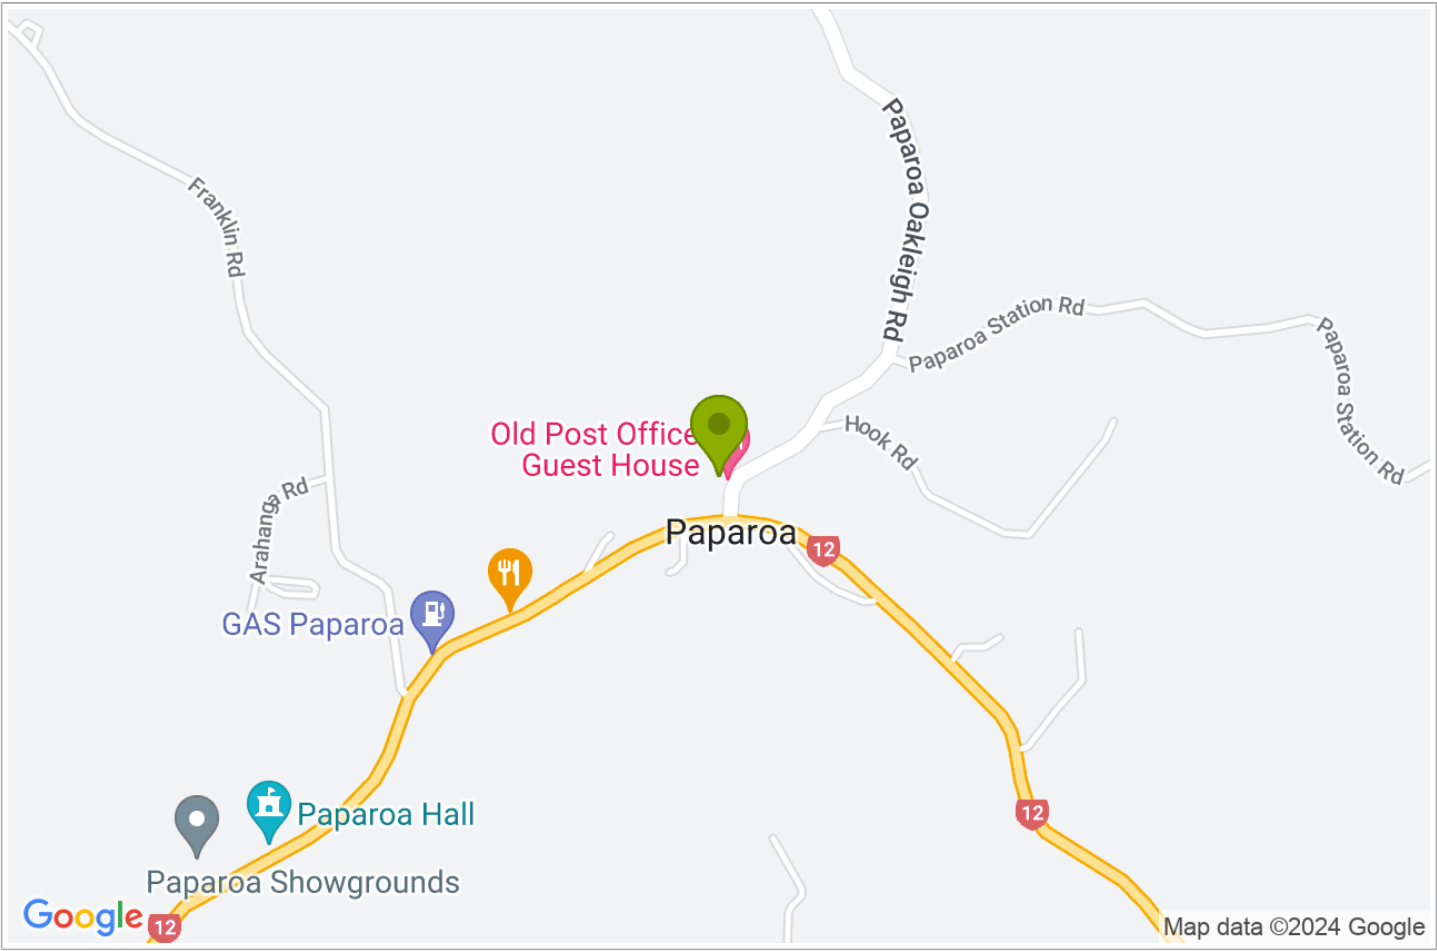 Paparoa Oakleigh Rd
Franklin Rd
Paparoa Station Rd
Paparoa Station Rd
Old Post Office
Guest House
Hook Rd
Arahanga Rd
Paparoa
12
GAS Paparoa
Paparoa Hall
12
Paparoa Showgrounds
Google
12
Map data ©2024 Google